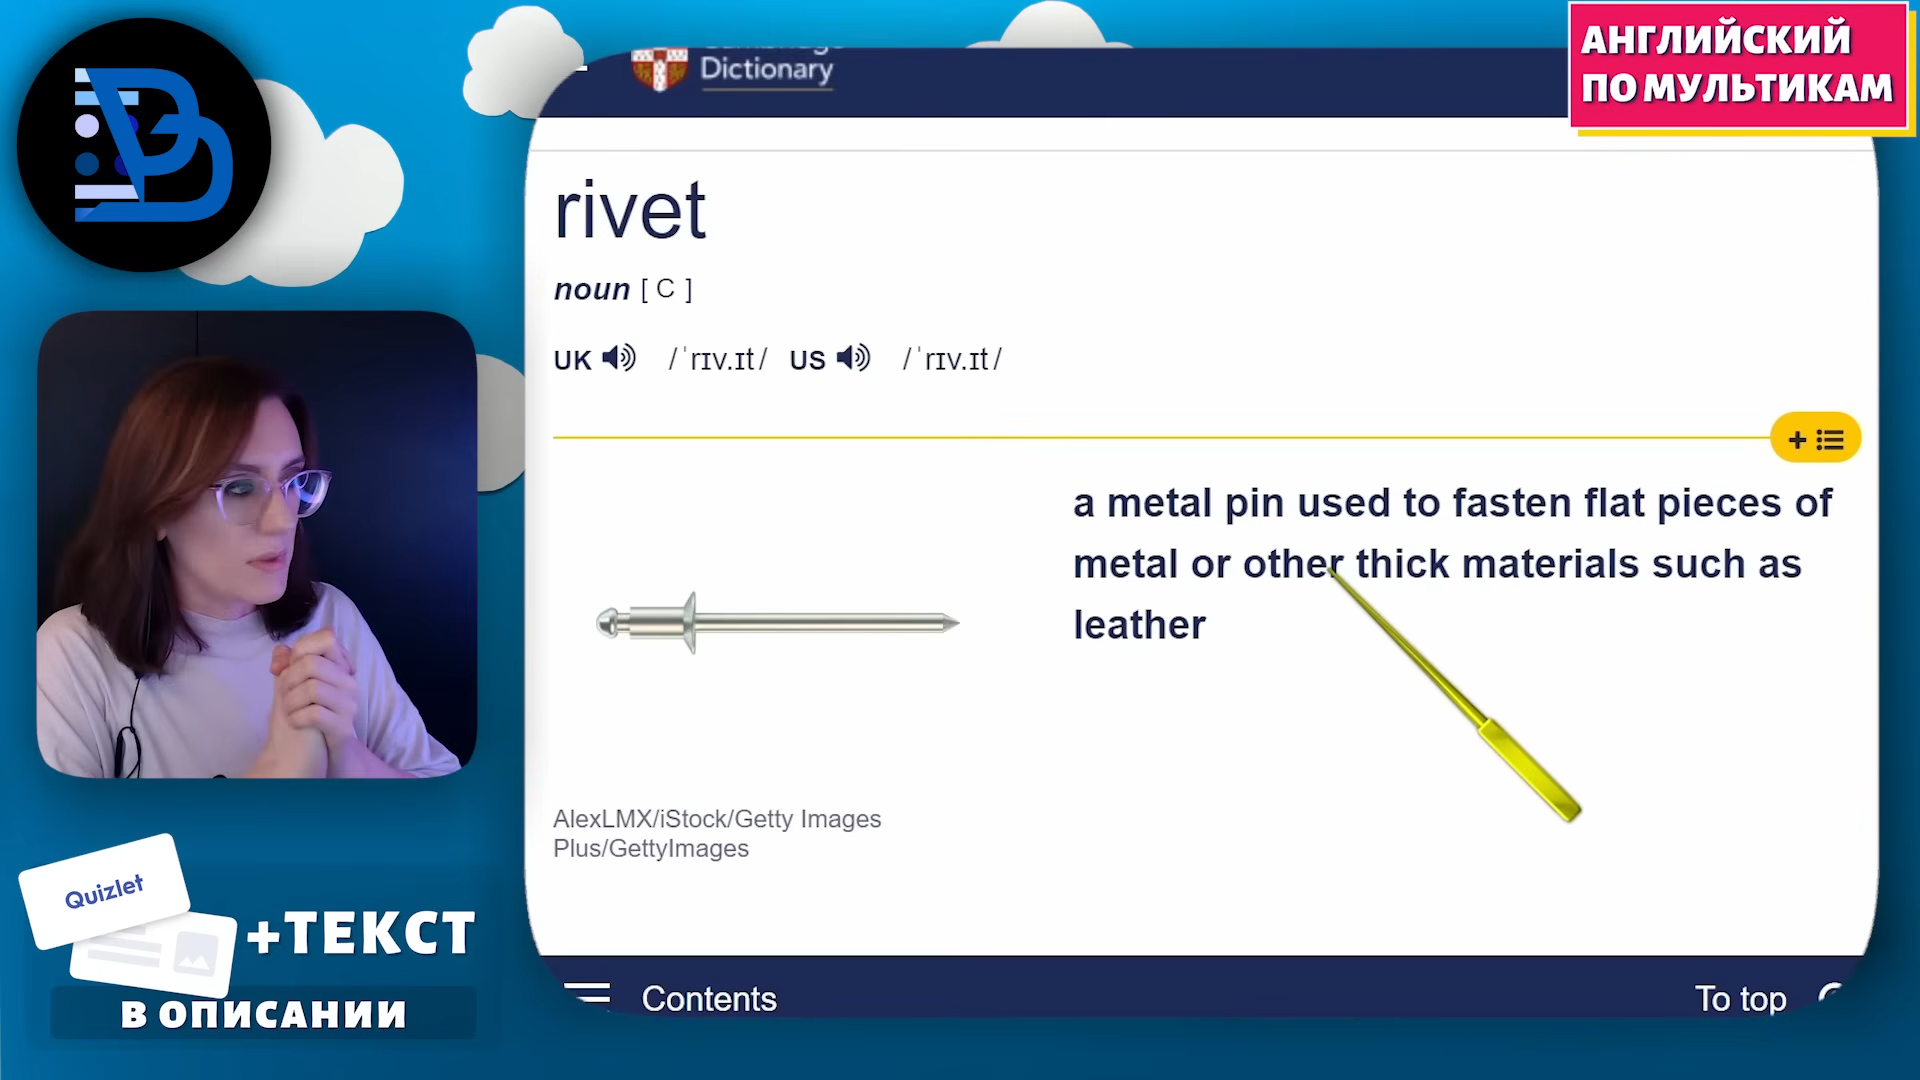 АНГЛИЙСКИЙ
ПО МУЛЬТИКАМ
Cambridge
Dictionary
rivet
noun [ C ]
UK /ˈrɪv.ɪt/ US /ˈrɪv.ɪt/
a metal pin used to fasten flat pieces of
metal or other thick materials such as
leather
AlexLMX/iStock/Getty Images
Plus/GettyImages
Quizlet
+ТЕКСТ
В ОПИСАНИИ
Contents
To top